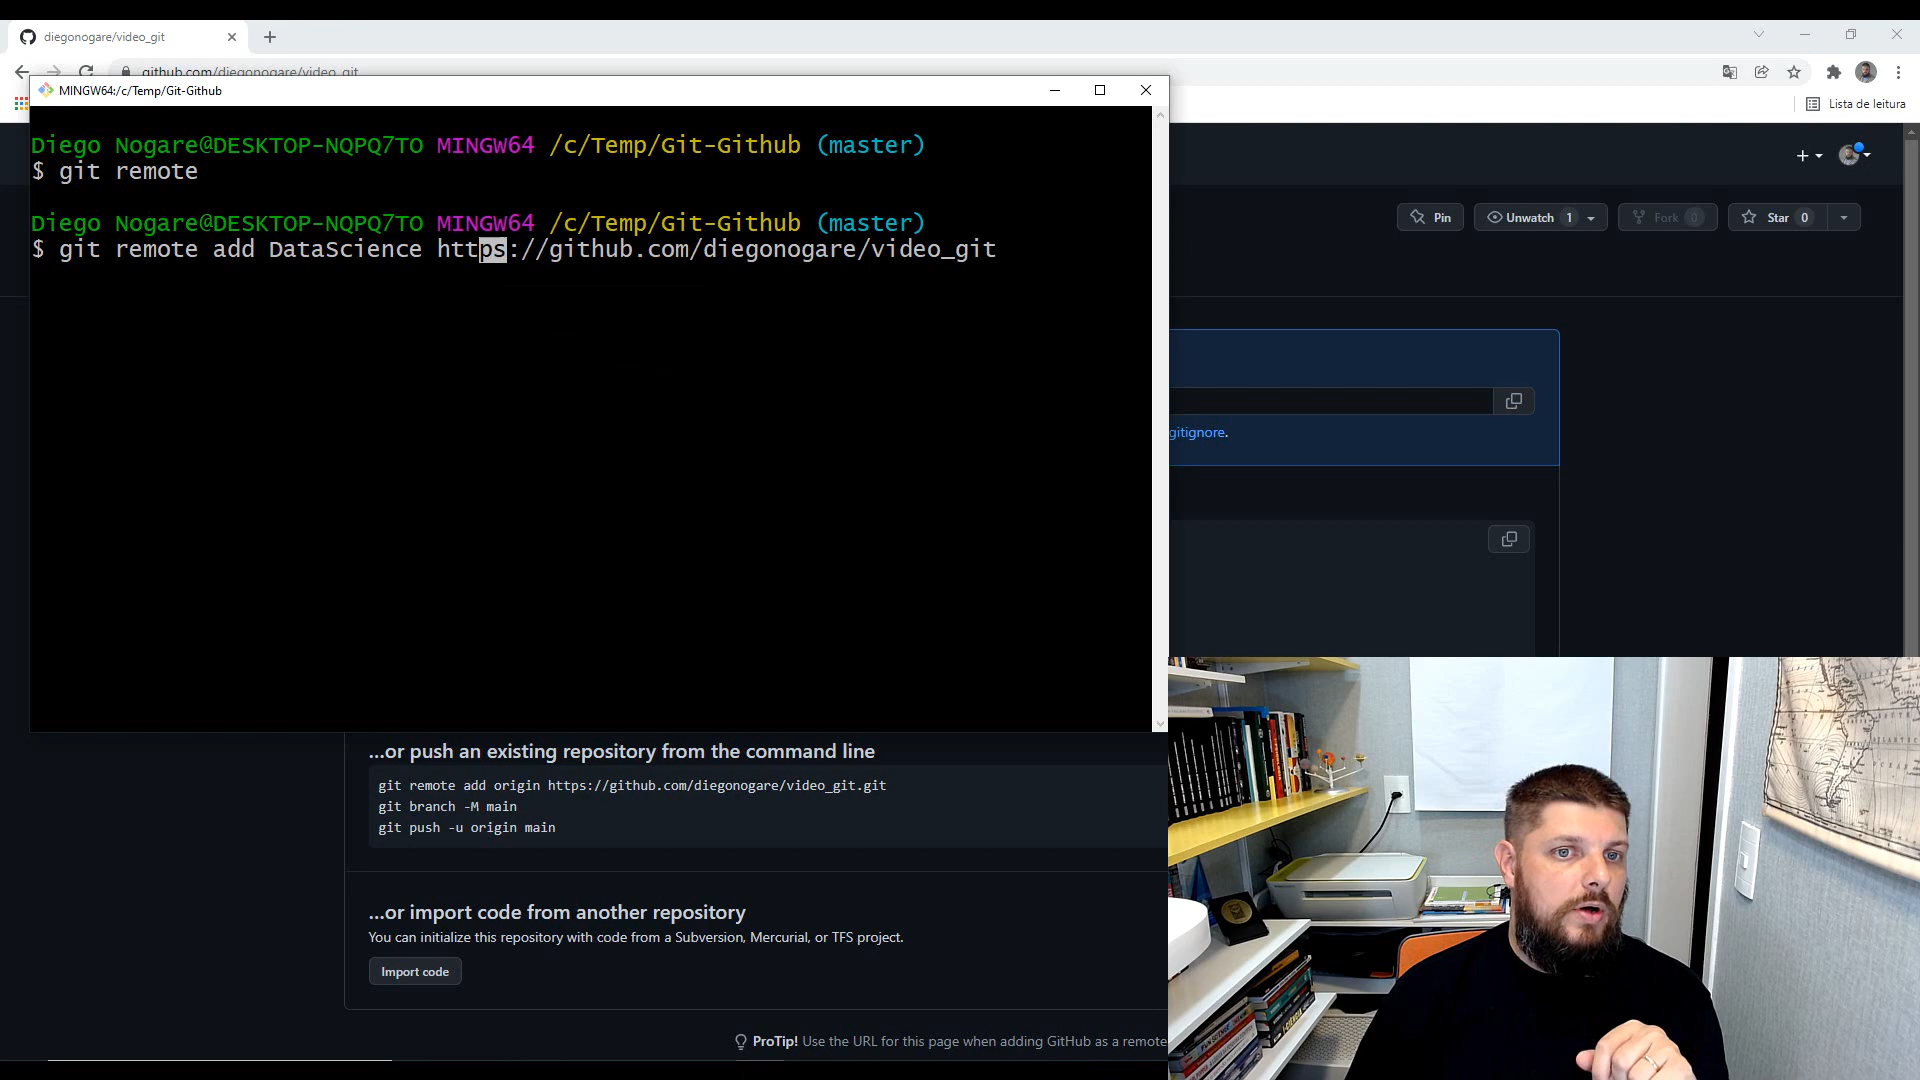 diegonogare/video_git
github.com/diegonogare/video_git
Lista de leitura
MINGW64:/c/Temp/Git-Github
Diego Nogare@DESKTOP-NQPQ7TO MINGW64 /c/Temp/Git-Github (master)
$ git remote
Diego Nogare@DESKTOP-NQPQ7TO MINGW64 /c/Temp/Git-Github (master)
$ git remote add DataScience https://github.com/diegonogare/video_git
Pin
Unwatch 1
Fork 0
Star 0
gitignore.
...or push an existing repository from the command line
git remote add origin https://github.com/diegonogare/video_git.git
git branch -M main
git push -u origin main
...or import code from another repository
You can initialize this repository with code from a Subversion, Mercurial, or TFS project.
Import code
ProTip! Use the URL for this page when adding GitHub as a remote